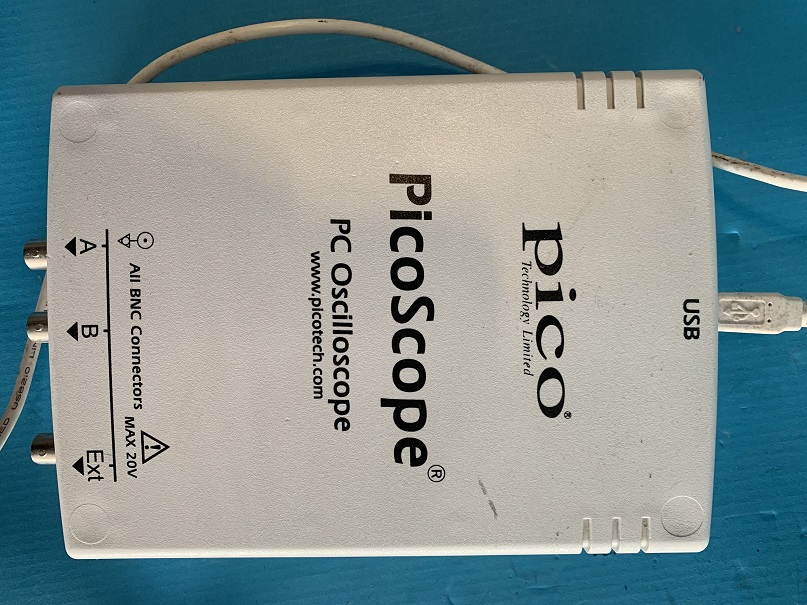 USB
pico®
Technology Limited
PicoScope®
PC Oscilloscope
www.picotech.com
All BNC Connectors
MAX 20V
A
B
Ext